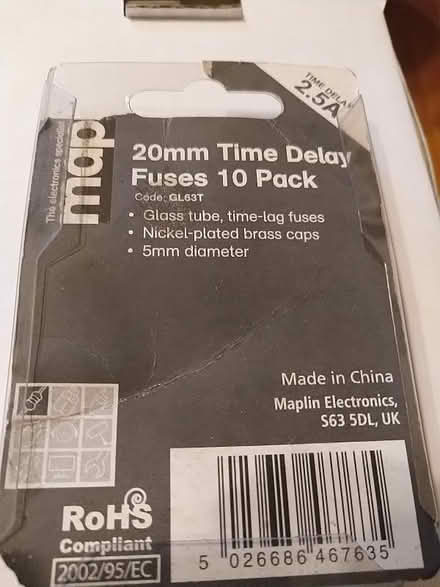 TIME DELAY
2.5A
The electronics specialist
map
20mm Time Delay
Fuses 10 Pack
Code: GL63T
• Glass tube, time-lag fuses
• Nickel-plated brass caps
• 5mm diameter
Made in China
Maplin Electronics,
S63 5DL, UK
RoHS
Compliant
2002/95/EC
5 026686 467635